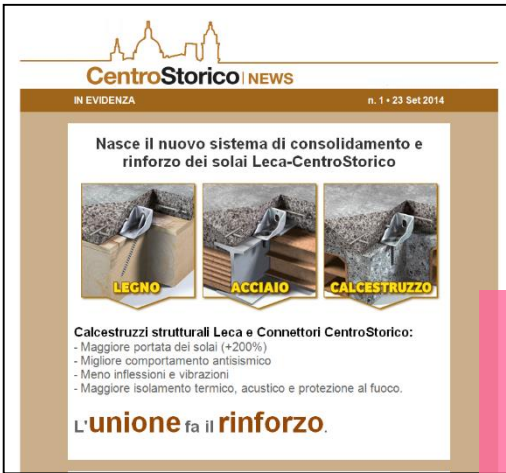 CentroStorico | NEWS
IN EVIDENZA n. 1 • 23 Set 2014
Nasce il nuovo sistema di consolidamento e
rinforzo dei solai Leca-CentroStorico
LEGNO ACCIAIO CALCESTRUZZO
Calcestruzzi strutturali Leca e Connettori CentroStorico:
- Maggiore portata dei solai (+200%)
- Migliore comportamento antisismico
- Meno inflessioni e vibrazioni
- Maggiore isolamento termico, acustico e protezione al fuoco.
L'unione fa il rinforzo.